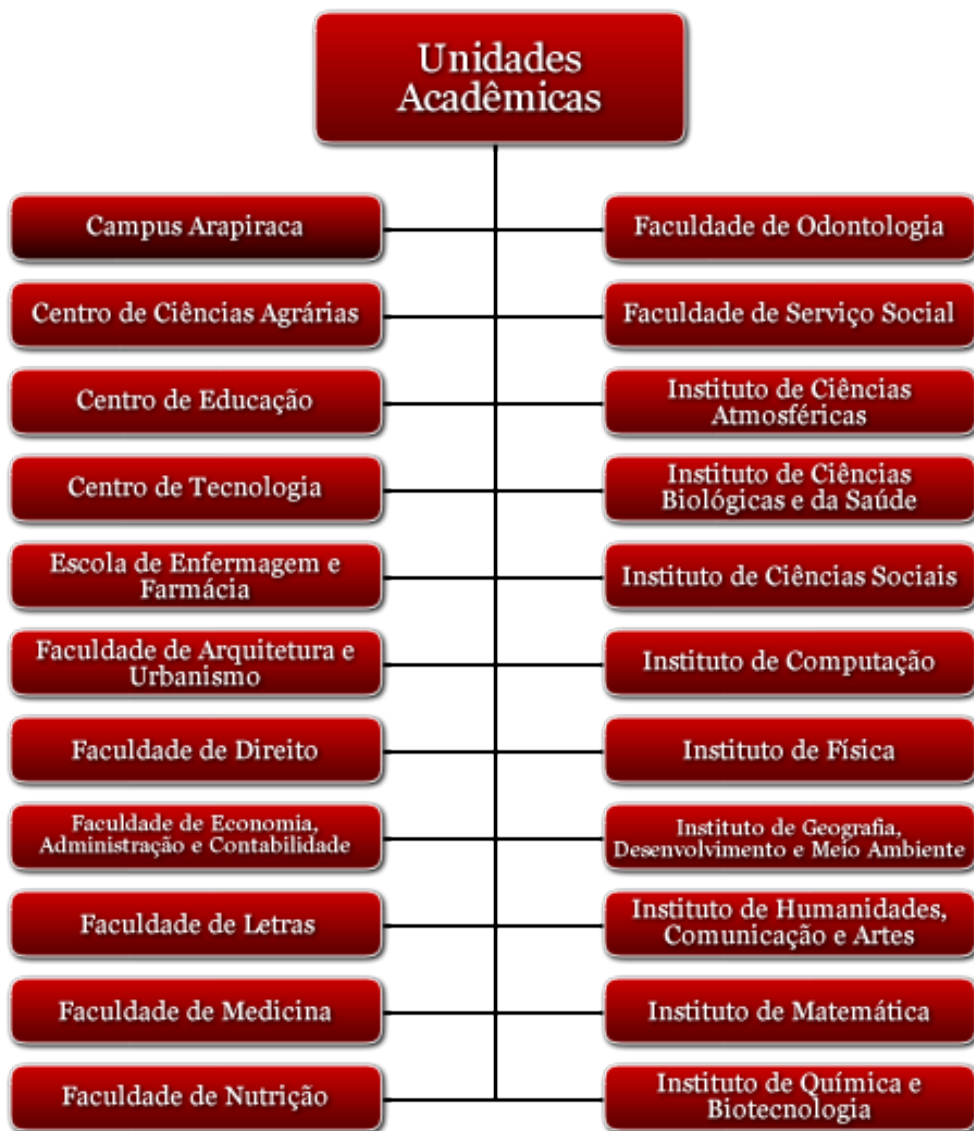 Unidades
Acadêmicas
Campus Arapiraca
Centro de Ciências Agrárias
Centro de Educação
Centro de Tecnologia
Escola de Enfermagem e
Farmácia
Faculdade de Arquitetura e
Urbanismo
Faculdade de Direito
Faculdade de Economia,
Administração e Contabilidade
Faculdade de Letras
Faculdade de Medicina
Faculdade de Nutrição
Faculdade de Odontologia
Faculdade de Serviço Social
Instituto de Ciências
Atmosféricas
Instituto de Ciências
Biológicas e da Saúde
Instituto de Ciências Sociais
Instituto de Computação
Instituto de Física
Instituto de Geografia,
Desenvolvimento e Meio Ambiente
Instituto de Humanidades,
Comunicação e Artes
Instituto de Matemática
Instituto de Química e
Biotecnologia